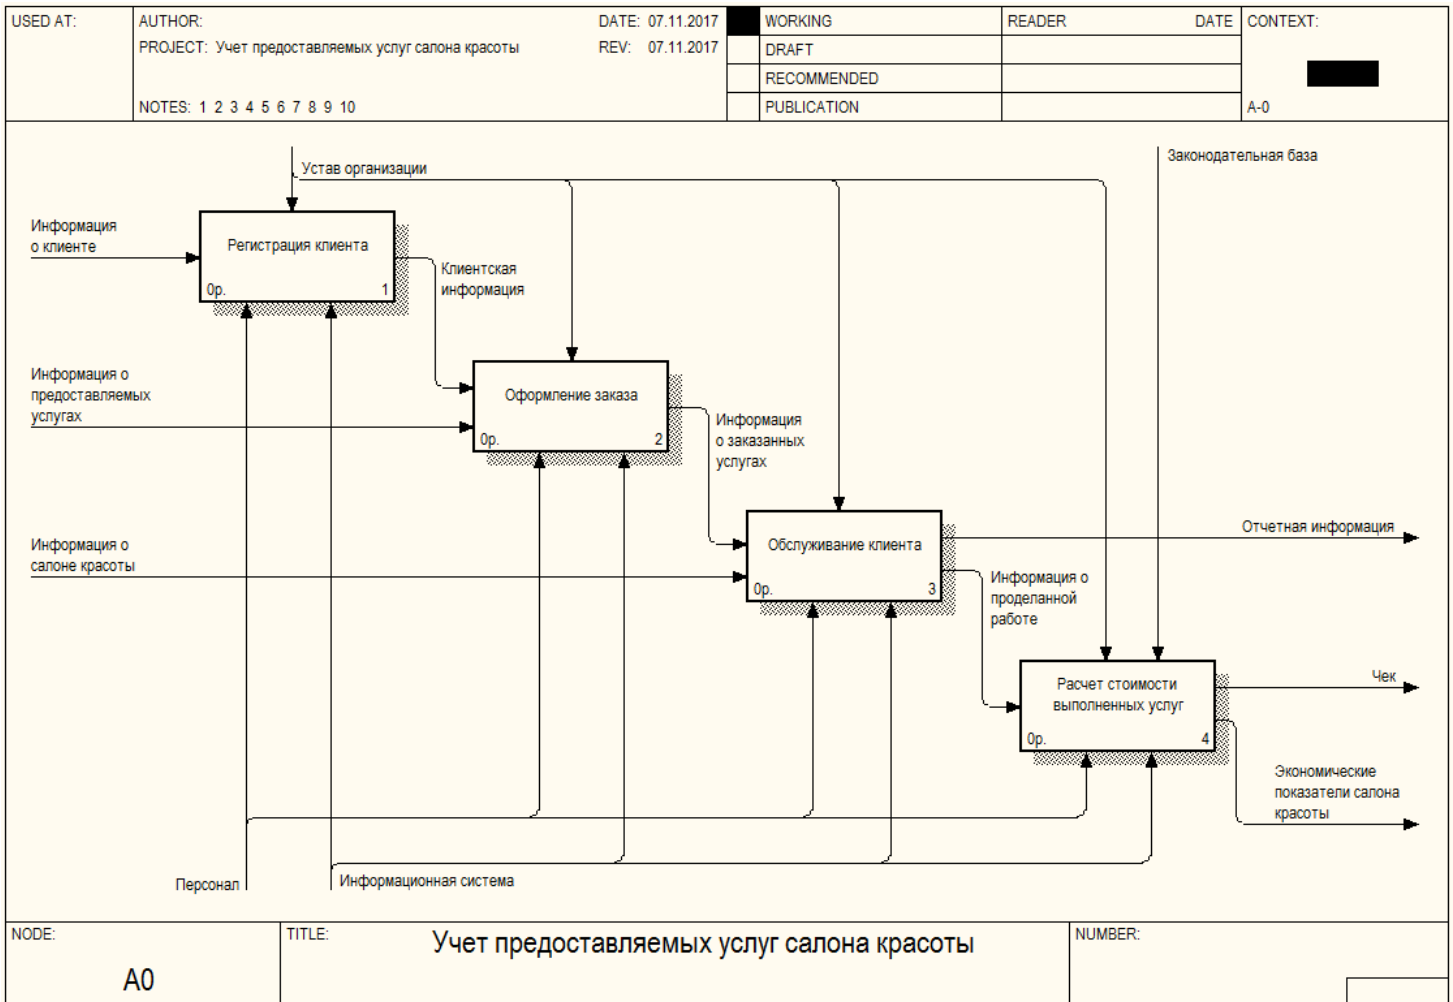 USED AT:
AUTHOR:
DATE: 07.11.2017
WORKING
READER
DATE
CONTEXT:
PROJECT: Учет предоставляемых услуг салона красоты
REV: 07.11.2017
DRAFT
RECOMMENDED
NOTES: 1 2 3 4 5 6 7 8 9 10
PUBLICATION
A-0
Устав организации
Законодательная база
Информация
о клиенте
Регистрация клиента
0р.
1
Клиентская
информация
Информация о
предоставляемых
услугах
Оформление заказа
0р.
2
Информация
о заказанных
услугах
Информация о
салоне красоты
Обслуживание клиента
0р.
3
Отчетная информация
Информация о
проделанной
работе
Расчет стоимости
выполненных услуг
0р.
4
Чек
Экономические
показатели салона
красоты
Персонал
Информационная система
NODE:
A0
TITLE:
Учет предоставляемых услуг салона красоты
NUMBER: